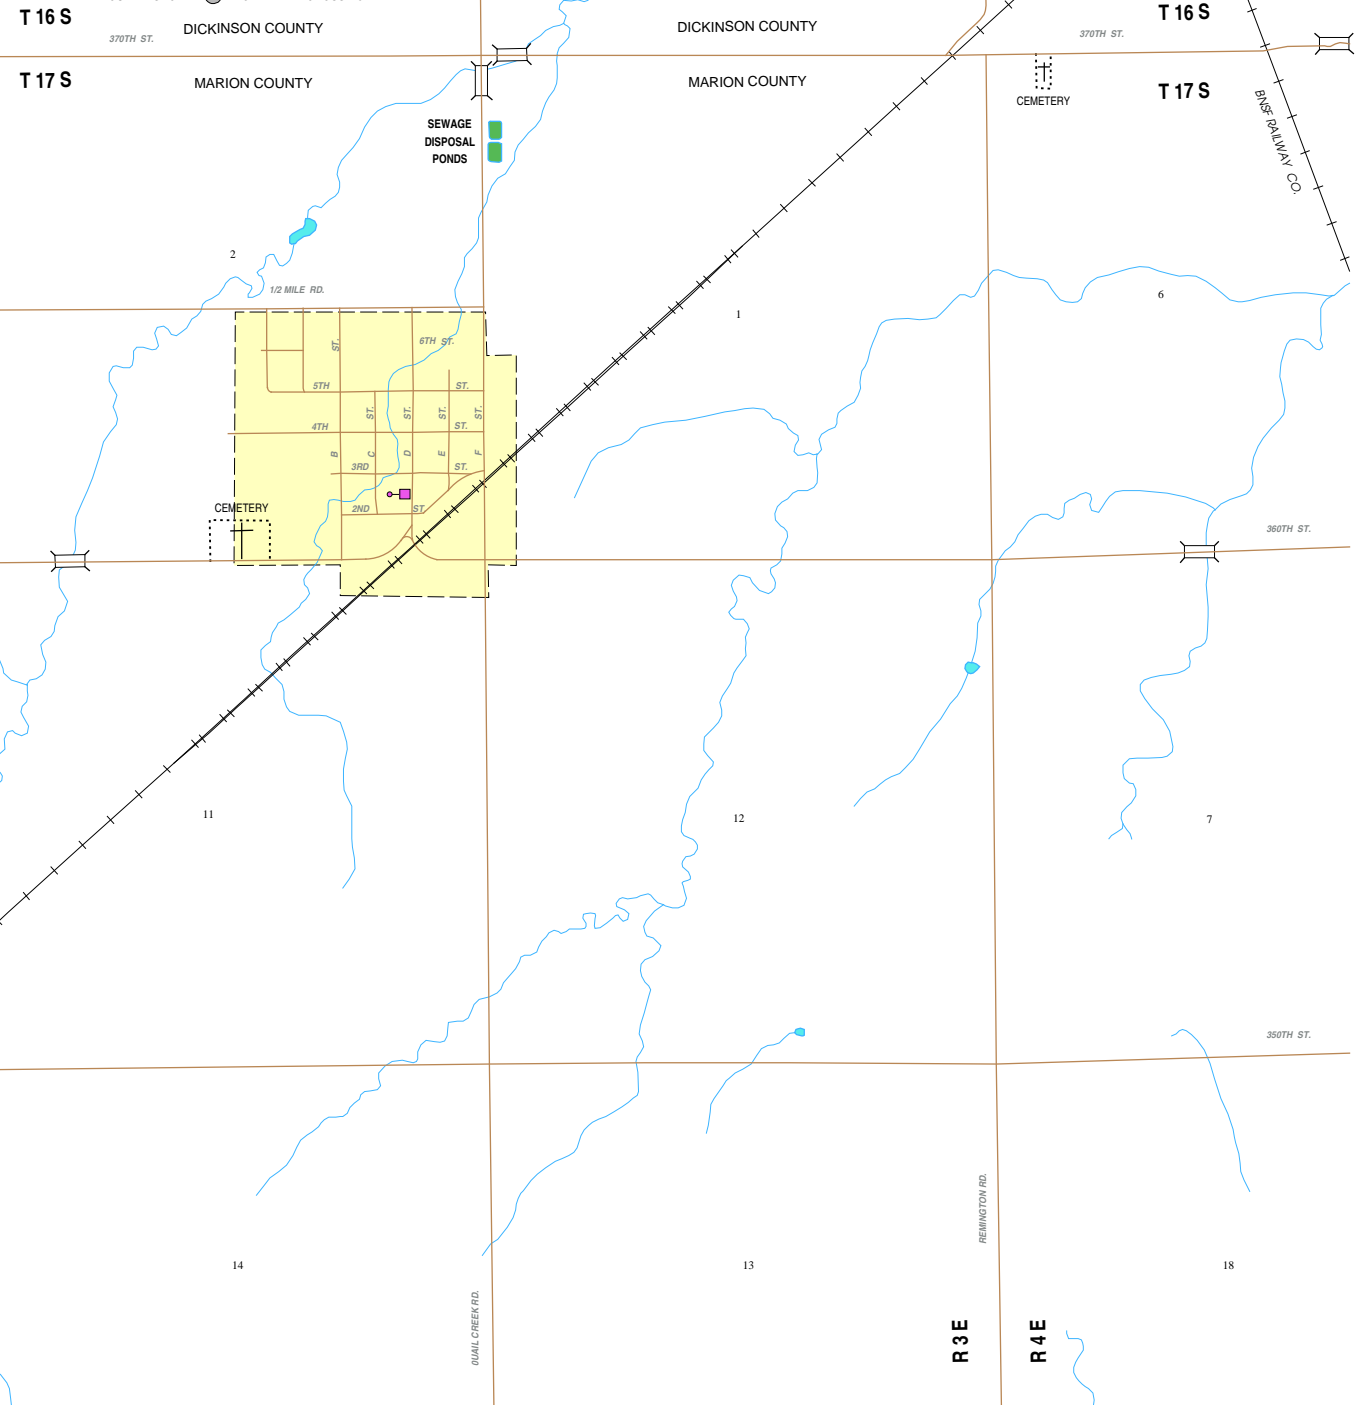 T 16 S
DICKINSON COUNTY
DICKINSON COUNTY
T 16 S
370TH ST.
370TH ST.
T 17 S
MARION COUNTY
MARION COUNTY
T 17 S
CEMETERY
BNSF RAILWAY CO.
SEWAGE
DISPOSAL
PONDS
2
1/2 MILE RD.
1
6
ST.
6TH ST.
5TH
ST.
ST.
ST.
ST.
ST.
4TH
ST.
B
C
D
E
F
3RD
ST.
2ND
ST.
CEMETERY
360TH ST.
11
12
7
350TH ST.
REMINGTON RD.
14
13
18
QUAIL CREEK RD.
R 3 E
R 4 E